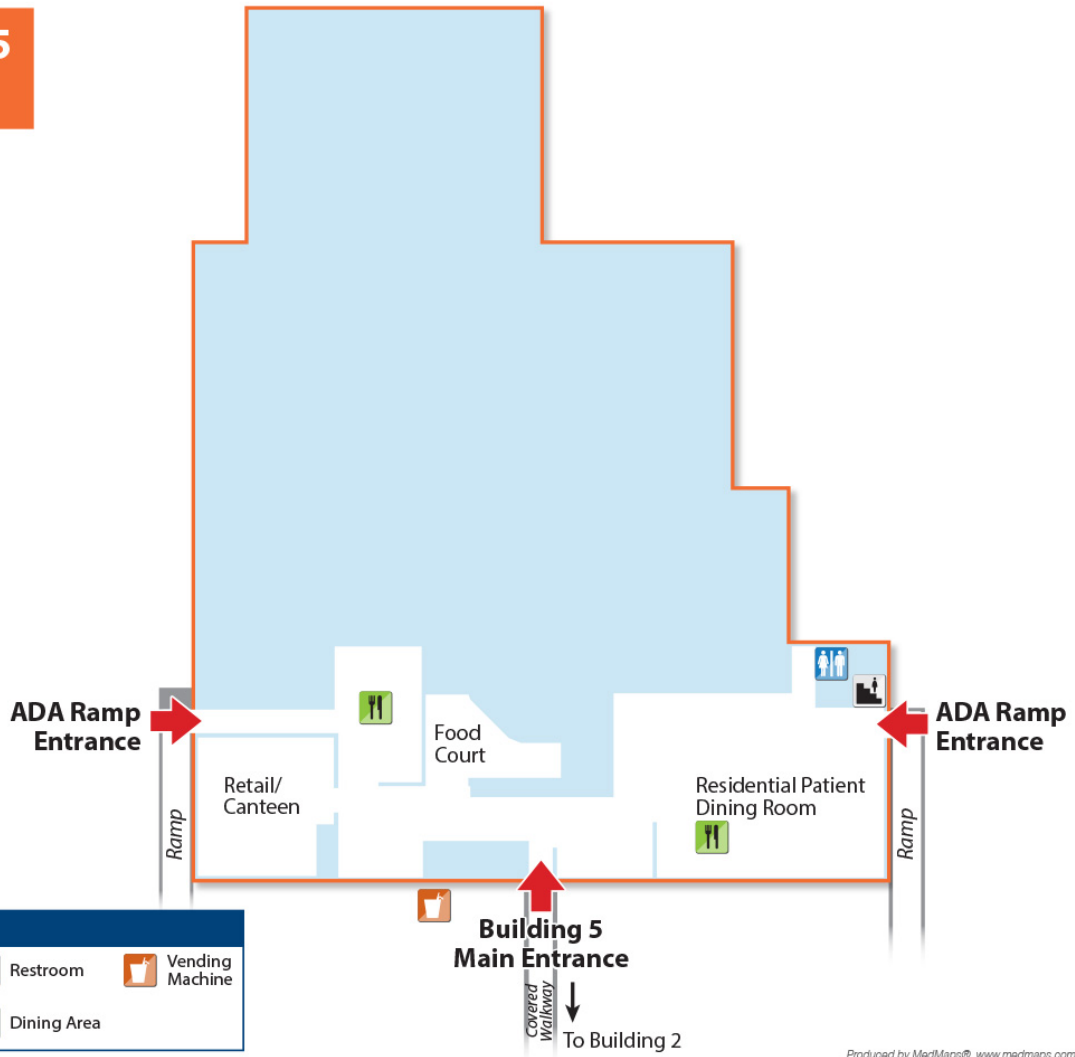 5
ADA Ramp
Entrance
Food
Court
ADA Ramp
Entrance
Retail/
Canteen
Residential Patient
Dining Room
Ramp
Ramp
Building 5
Main Entrance
Restroom
Vending
Machine
Dining Area
Covered
Walkway
To Building 2
Produced by MedMaps® www.medmaps.com